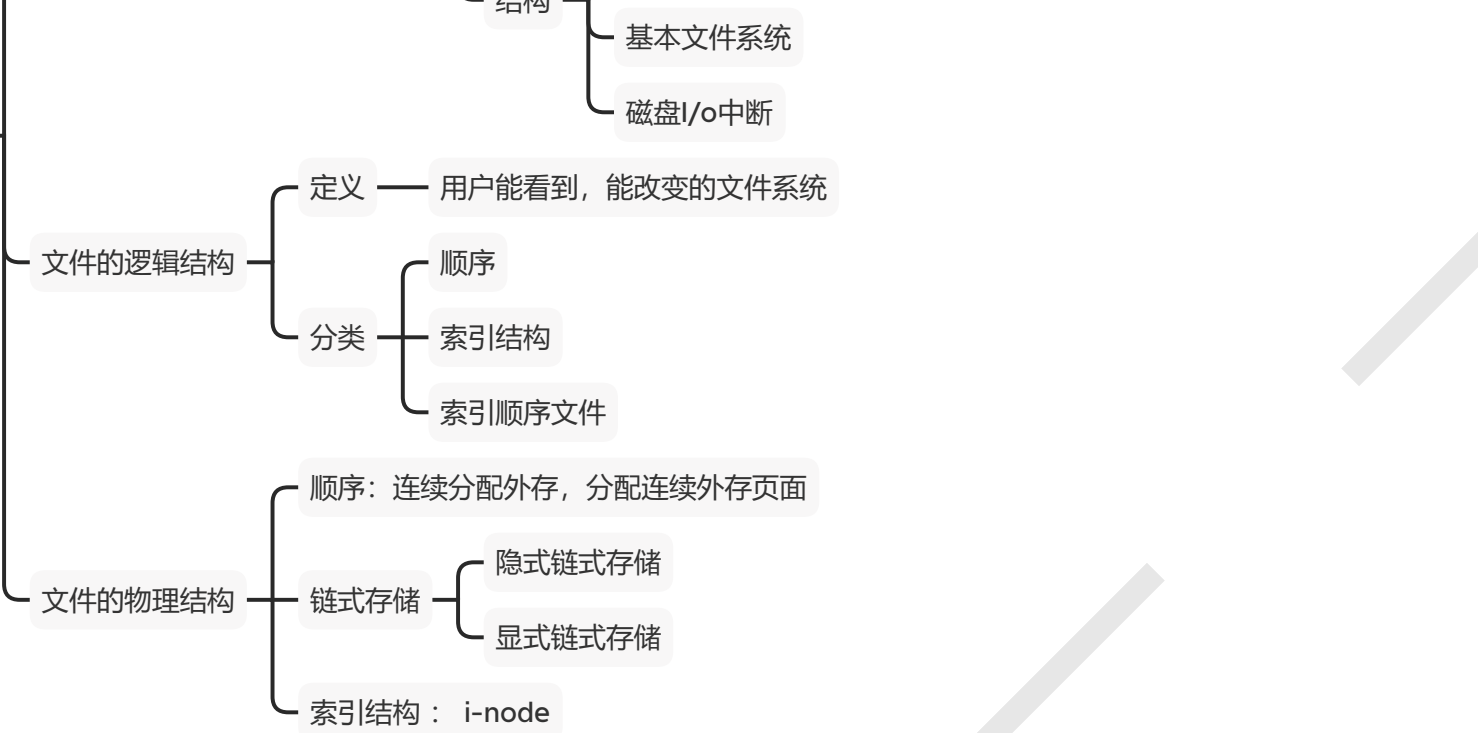 结构
基本文件系统
磁盘I/o中断
定义
用户能看到，能改变的文件系统
文件的逻辑结构
顺序
分类
索引结构
索引顺序文件
顺序：连续分配外存，分配连续外存页面
隐式链式存储
文件的物理结构
链式存储
显式链式存储
索引结构 ： i-node